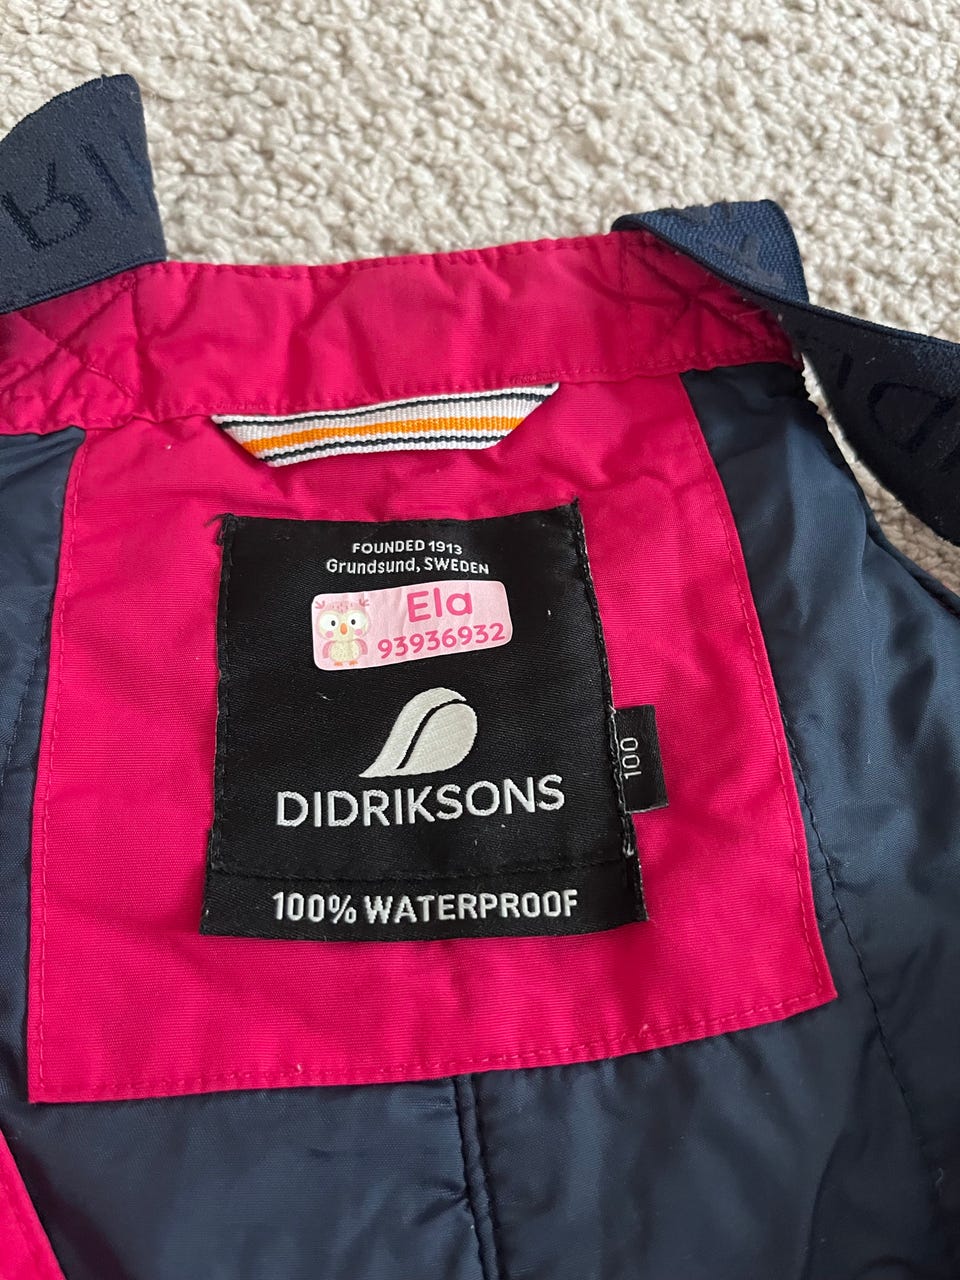 FOUNDED 1913
Grundsund, SWEDEN
Ela
93936932
DIDRIKSONS
100
100% WATERPROOF